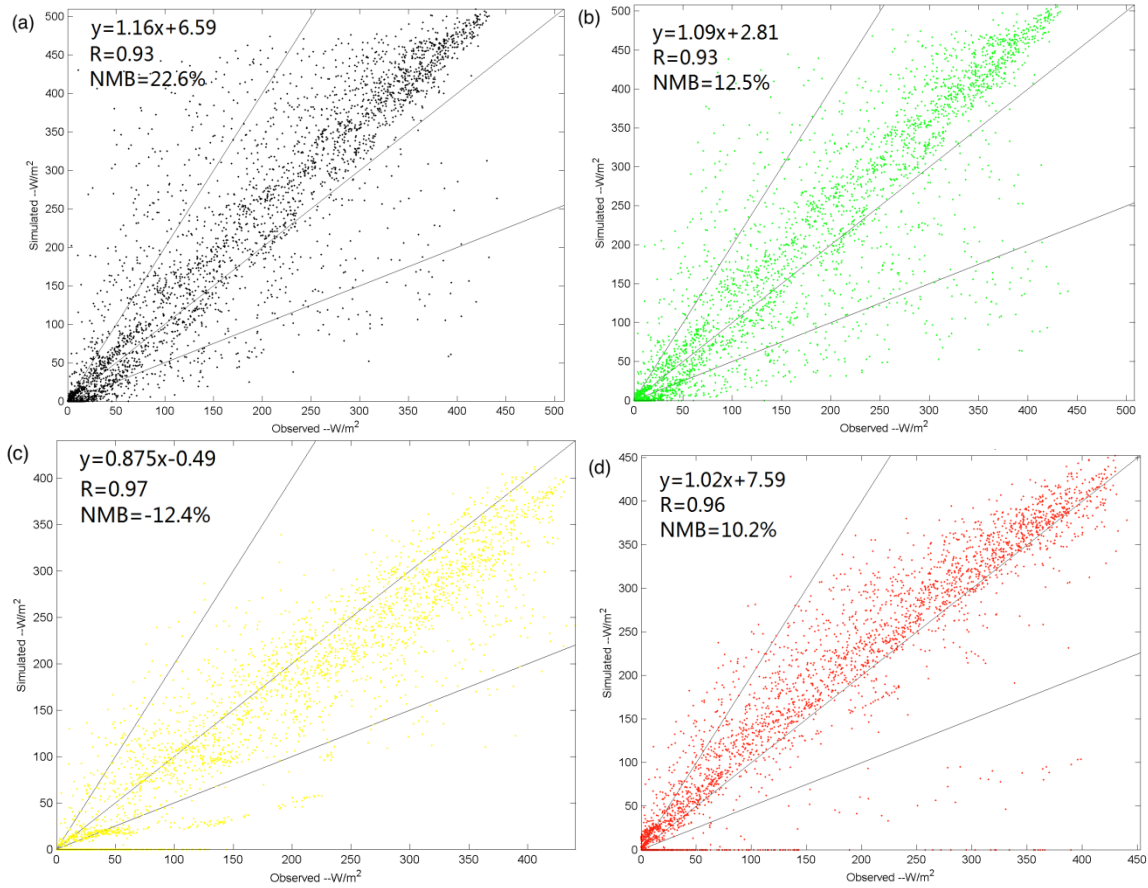 (a)
y=1.16x+6.59
R=0.93
NMB=22.6%
500
450
400
350
300
250
200
150
100
50
0
Simulated --W/m²
0 50 100 150 200 250 300 350 400 450 500
Observed --W/m²
(b)
y=1.09x+2.81
R=0.93
NMB=12.5%
500
450
400
350
300
250
200
150
100
50
0
Simulated --W/m²
0 50 100 150 200 250 300 350 400 450 500
Observed --W/m²
(c)
y=0.875x-0.49
R=0.97
NMB=-12.4%
400
350
300
250
200
150
100
50
0
Simulated --W/m²
0 50 100 150 200 250 300 350 400
Observed --W/m²
(d)
y=1.02x+7.59
R=0.96
NMB=10.2%
450
400
350
300
250
200
150
100
50
0
Simulated --W/m²
0 50 100 150 200 250 300 350 400 450
Observed --W/m²